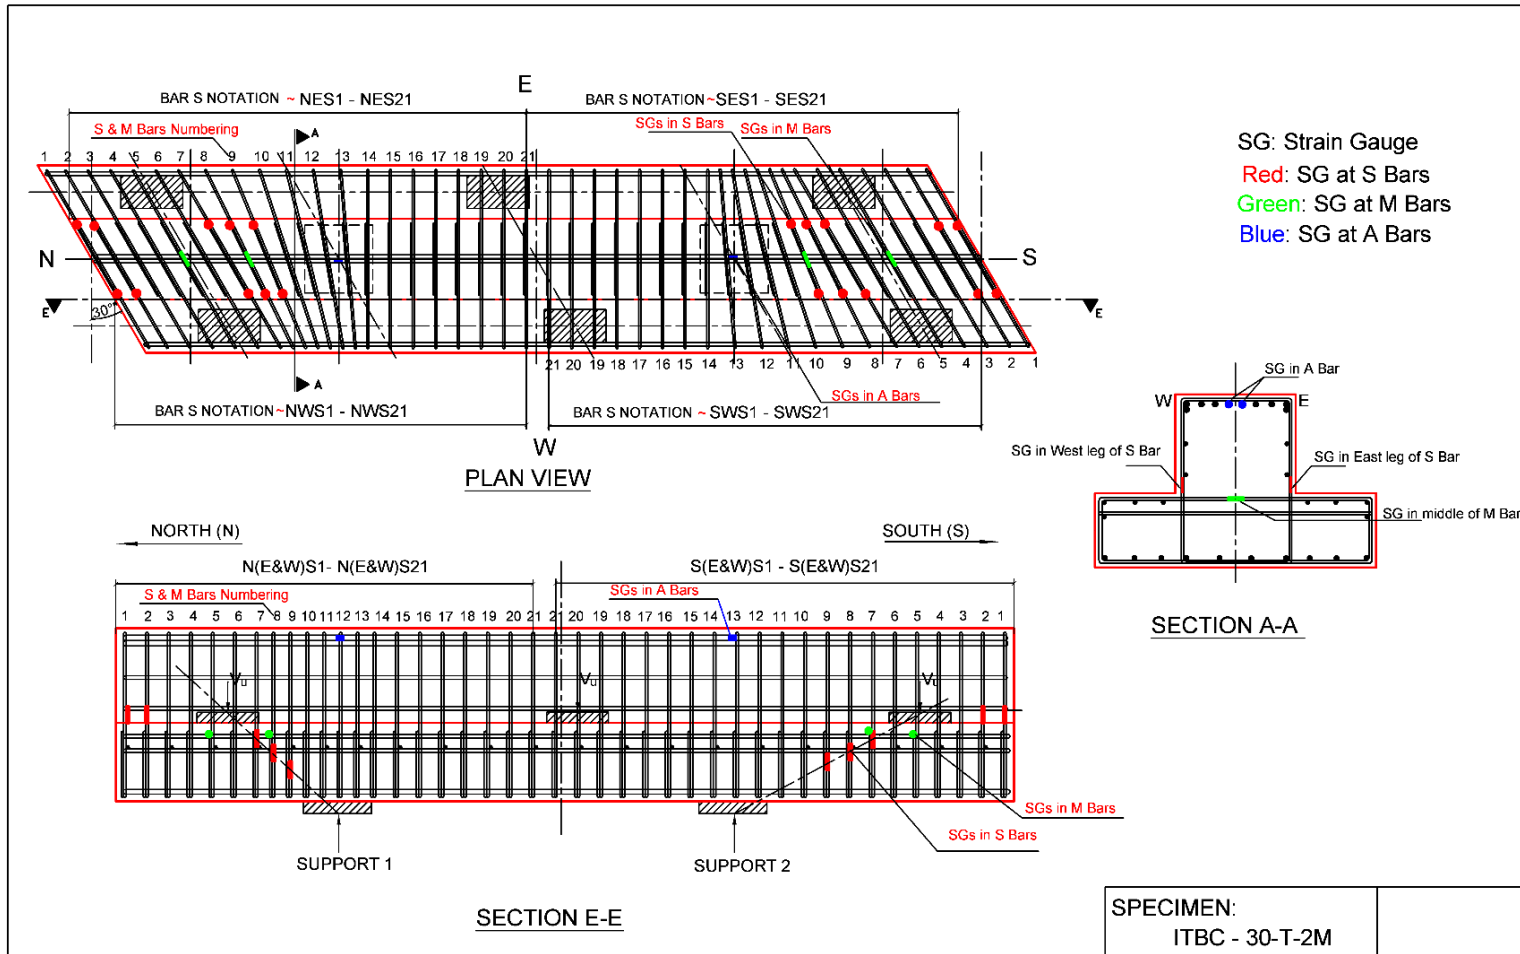 E
BAR S NOTATION ~ NES1 - NES21
BAR S NOTATION~SES1 - SES21
S & M Bars Numbering
A
SGs in S Bars
SGs in M Bars
1 2 3 4 5 6 7 8 9 10 11 12 13 14 15 16 17 18 19 20 21
N
S
E
E
30°
21 20 19 18 17 16 15 14 13 12 11 10 9 8 7 6 5 4 3 2 1
A
SGs in A Bars
BAR S NOTATION~NWS1 - NWS21
BAR S NOTATION ~ SWS1 - SWS21
W
PLAN VIEW
SG: Strain Gauge
Red: SG at S Bars
Green: SG at M Bars
Blue: SG at A Bars
SG in A Bar
W
E
SG in West leg of S Bar
SG in East leg of S Bar
SG in middle of M Bar
SECTION A-A
NORTH (N)
SOUTH (S)
N(E&W)S1- N(E&W)S21
S(E&W)S1 - S(E&W)S21
S & M Bars Numbering
SGs in A Bars
1 2 3 4 5 6 7 8 9 10 11 12 13 14 15 16 17 18 19 20 21 21 20 19 18 17 16 15 14 13 12 11 10 9 8 7 6 5 4 3 2 1
Vu
Vu
Vu
SGs in M Bars
SGs in S Bars
SUPPORT 1
SUPPORT 2
SECTION E-E
SPECIMEN:
ITBC - 30-T-2M